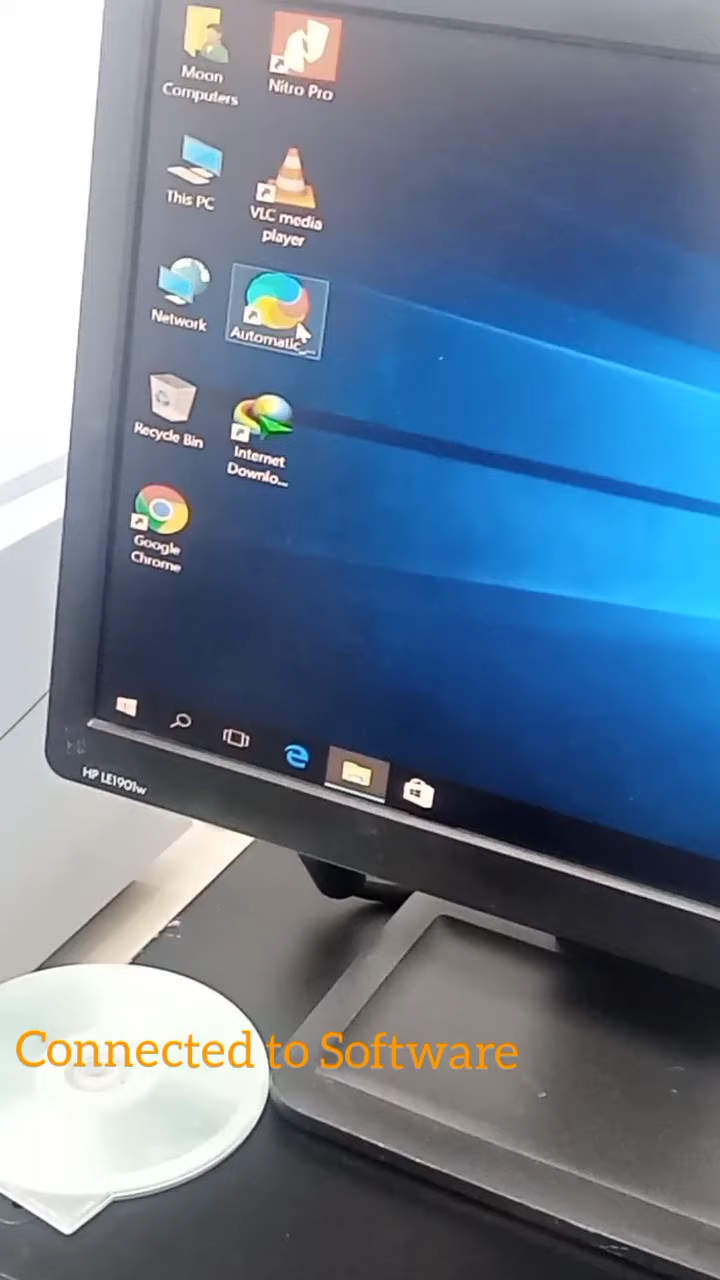 Moon
Computers
Nitro Pro
This PC
VLC media
player
Network
Automatic_...
Recycle Bin
Internet
Downlo...
Google
Chrome
HP LE1901w
Connected to Software